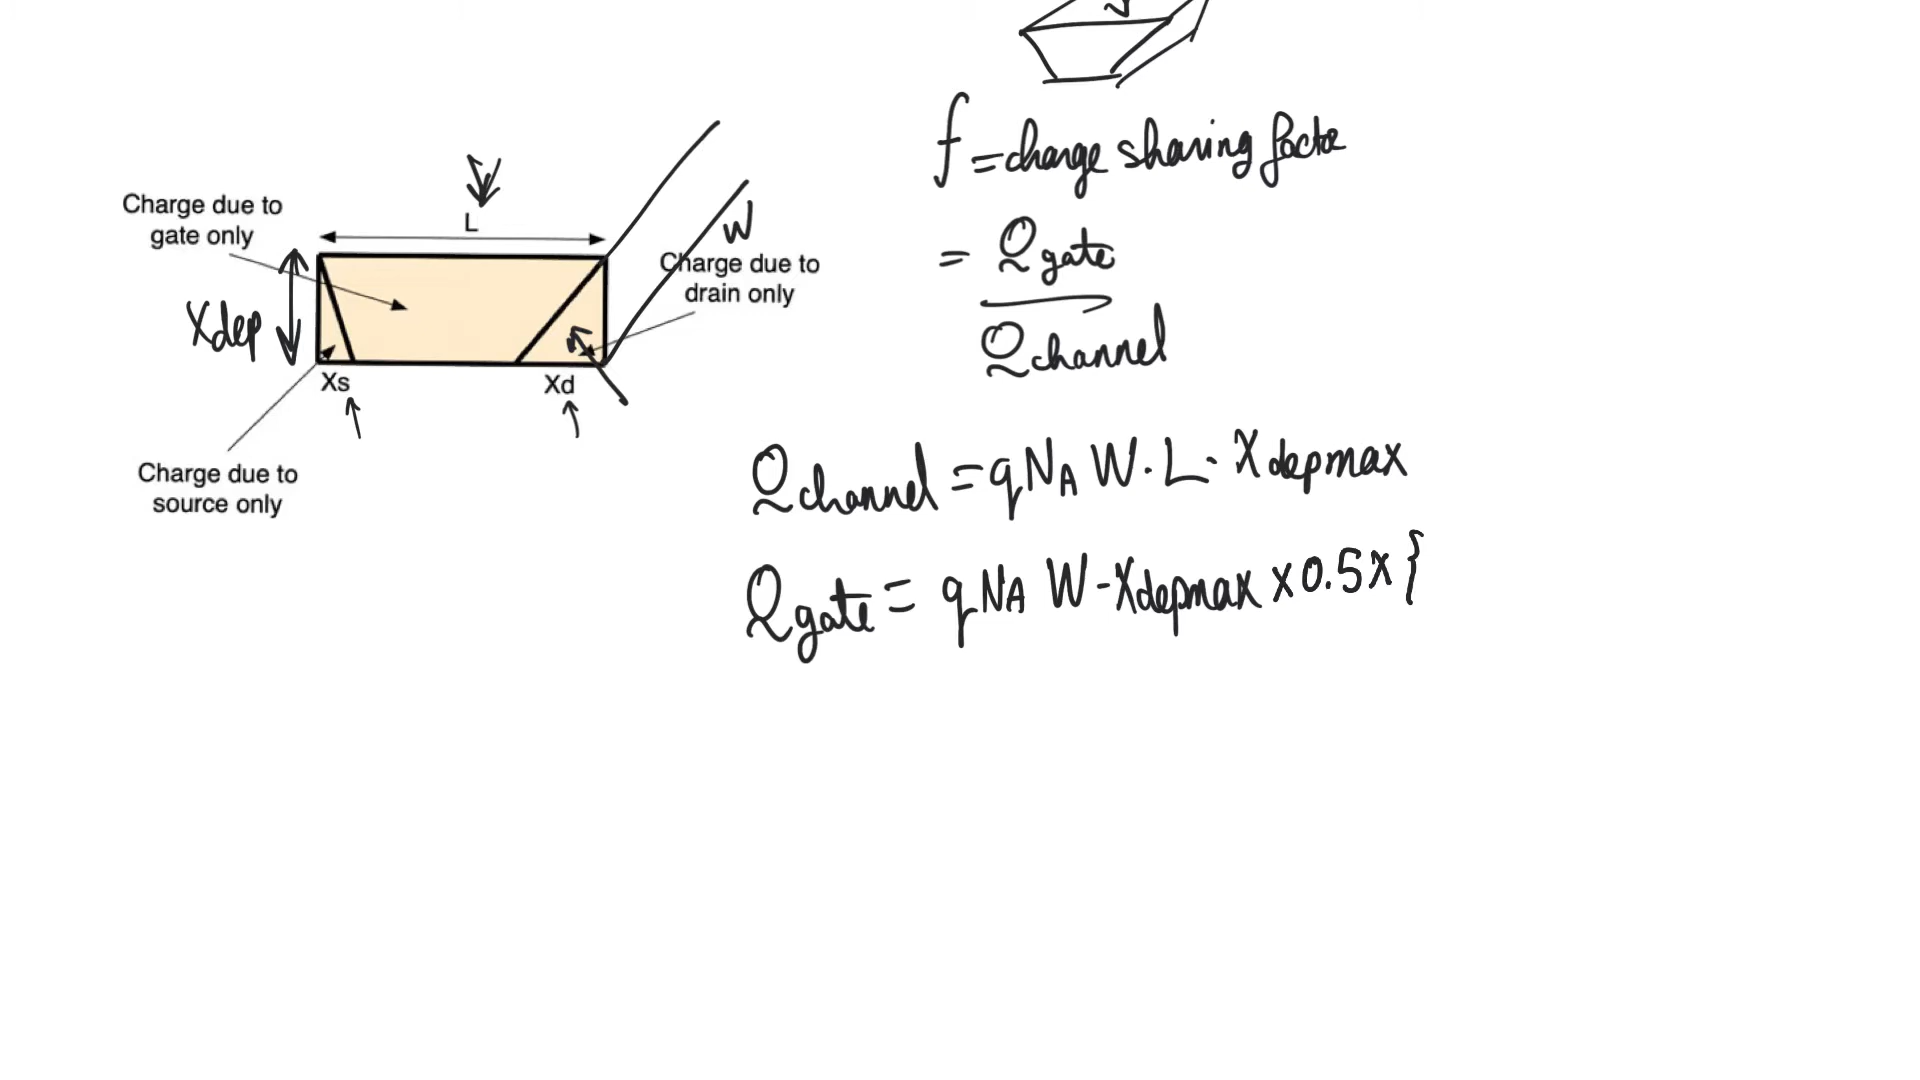 Charge due to
gate only
L
W
Charge due to
drain only
Xdep
Xs
Xd
Charge due to
source only
f = charge sharing facto
= Qgate
Qchannel
Qchannel = qNA W. L. Xdepmax
Qgate = qNA W - Xdepmax x 0.5 x {